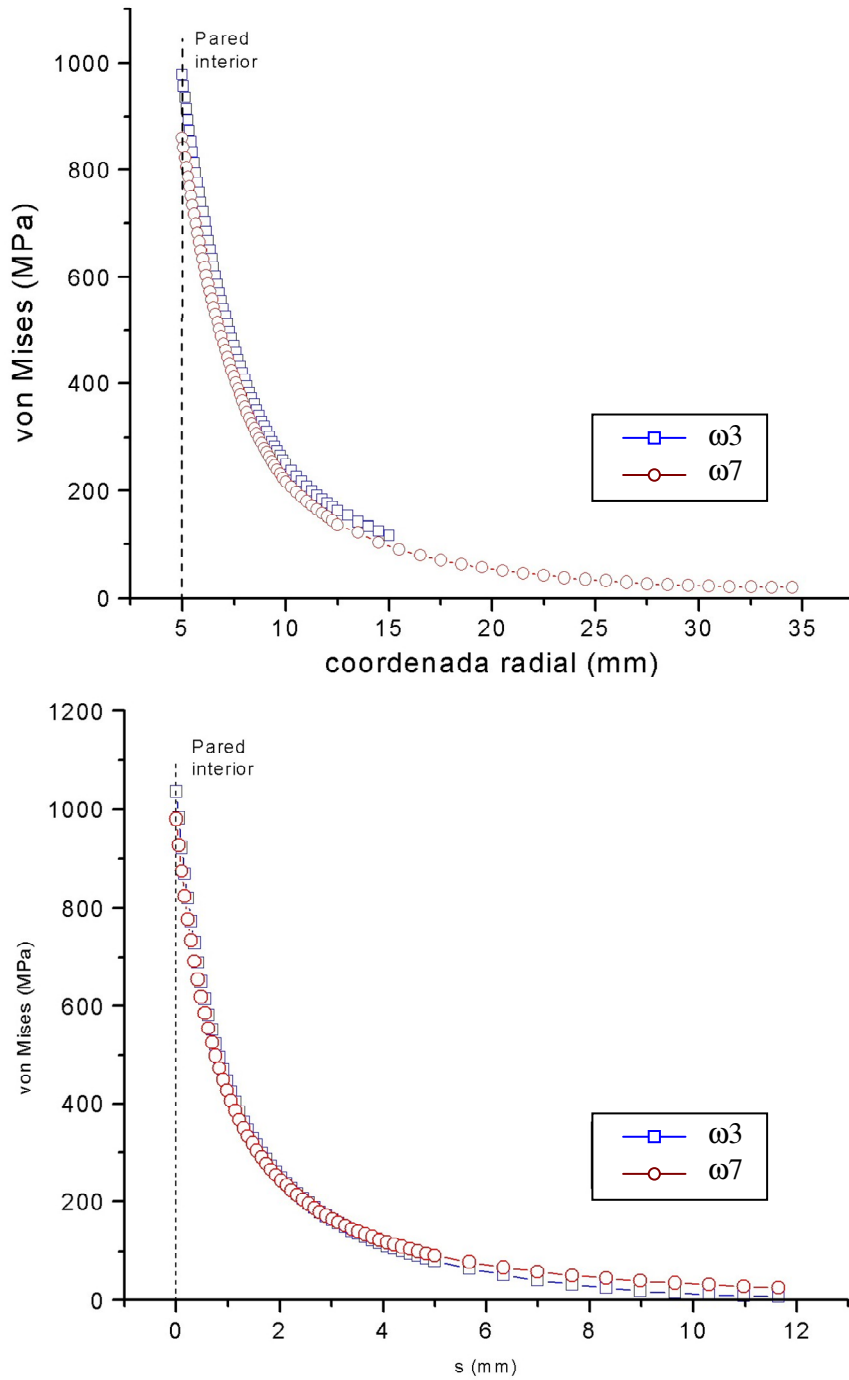 Pared
interior
1000
800
600
400
200
0
von Mises (MPa)
ω3
ω7
5 10 15 20 25 30 35
coordenada radial (mm)
1200
Pared
interior
1000
800
600
400
200
0
von Mises (MPa)
ω3
ω7
0 2 4 6 8 10 12
s (mm)